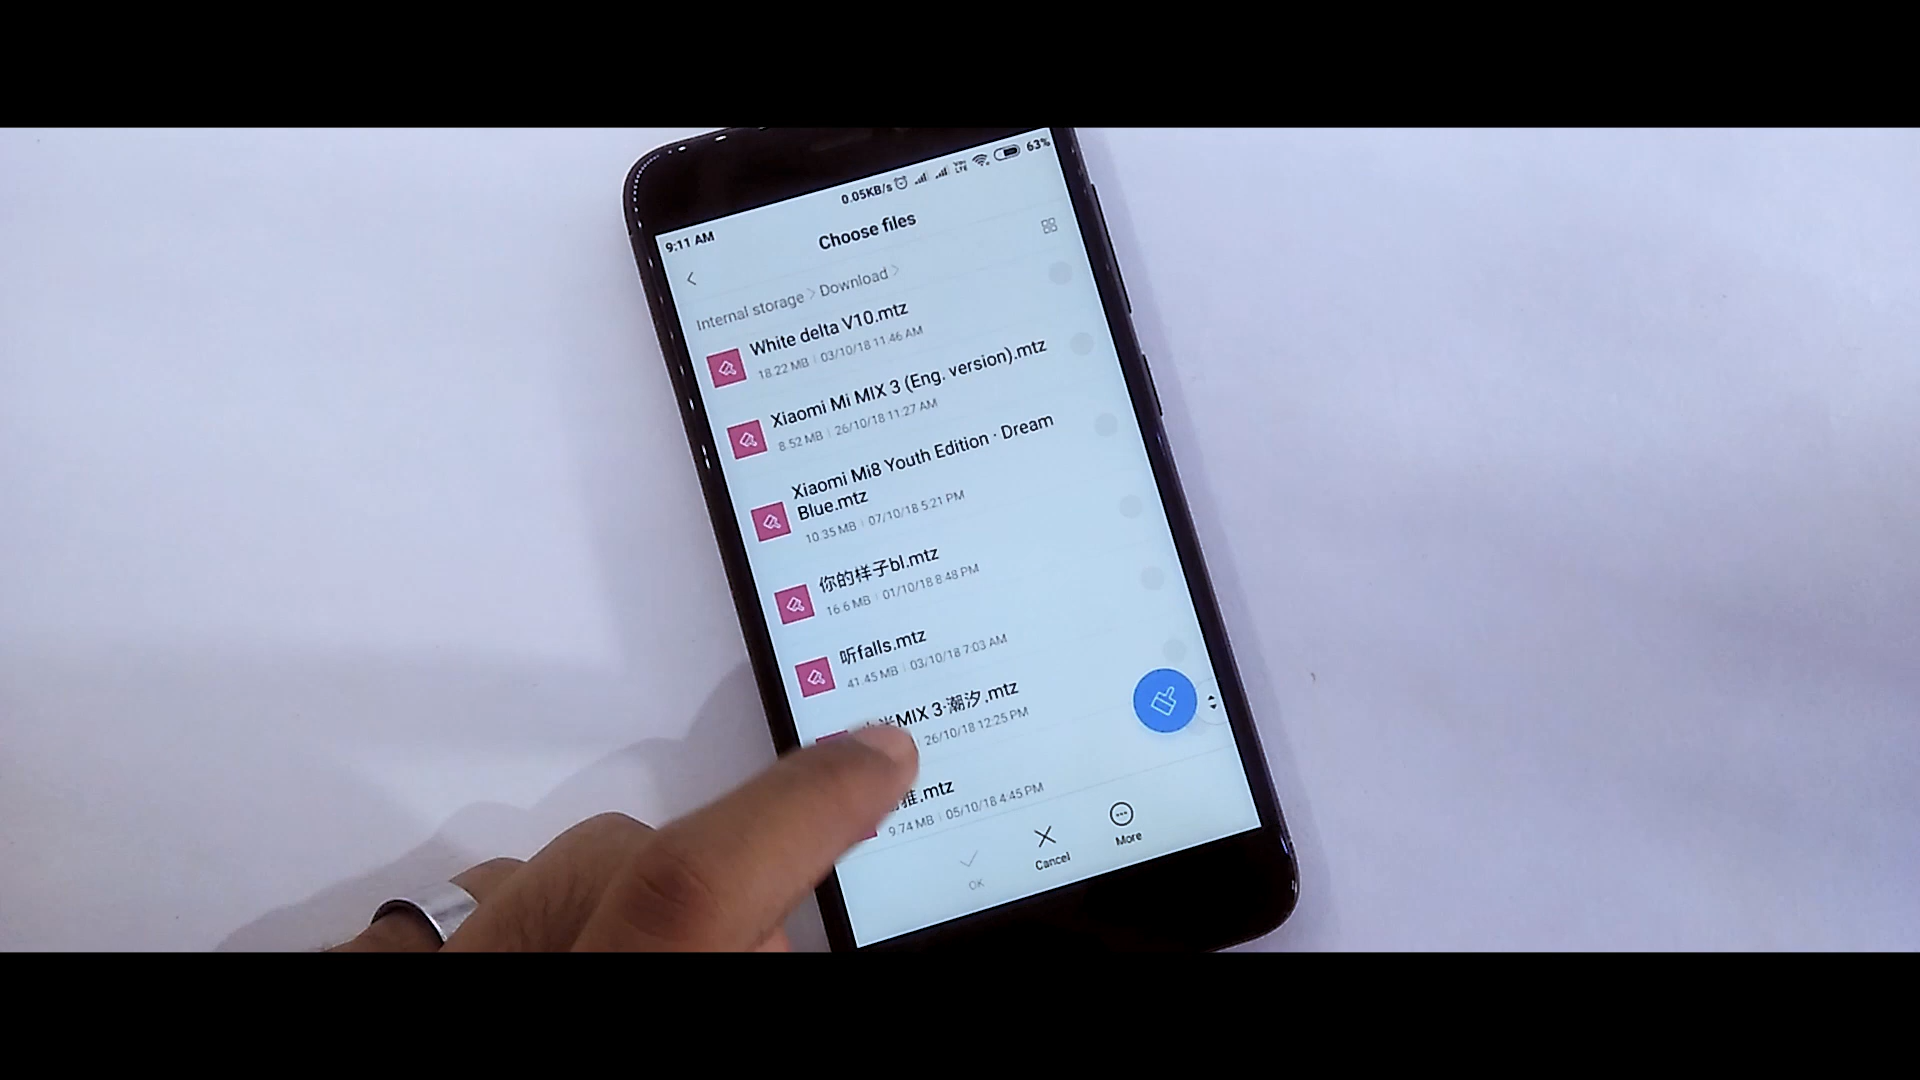 0.05KB/s VoLTE 63%
9:11 AM
Choose files
Internal storage > Download >
White delta V10.mtz
18.22 MB | 03/10/18 11:46 AM
Xiaomi Mi MIX 3 (Eng. version).mtz
8.52 MB | 26/10/18 11:27 AM
Xiaomi Mi8 Youth Edition · Dream
Blue.mtz
10.35 MB | 07/10/18 5:21 PM
你的样子bl.mtz
16.6 MB | 01/10/18 8:48 PM
听falls.mtz
41.45 MB | 03/10/18 7:03 AM
米MIX 3·潮汐.mtz
26/10/18 12:25 PM
雅.mtz
9.74 MB | 05/10/18 4:45 PM
OK
Cancel
More